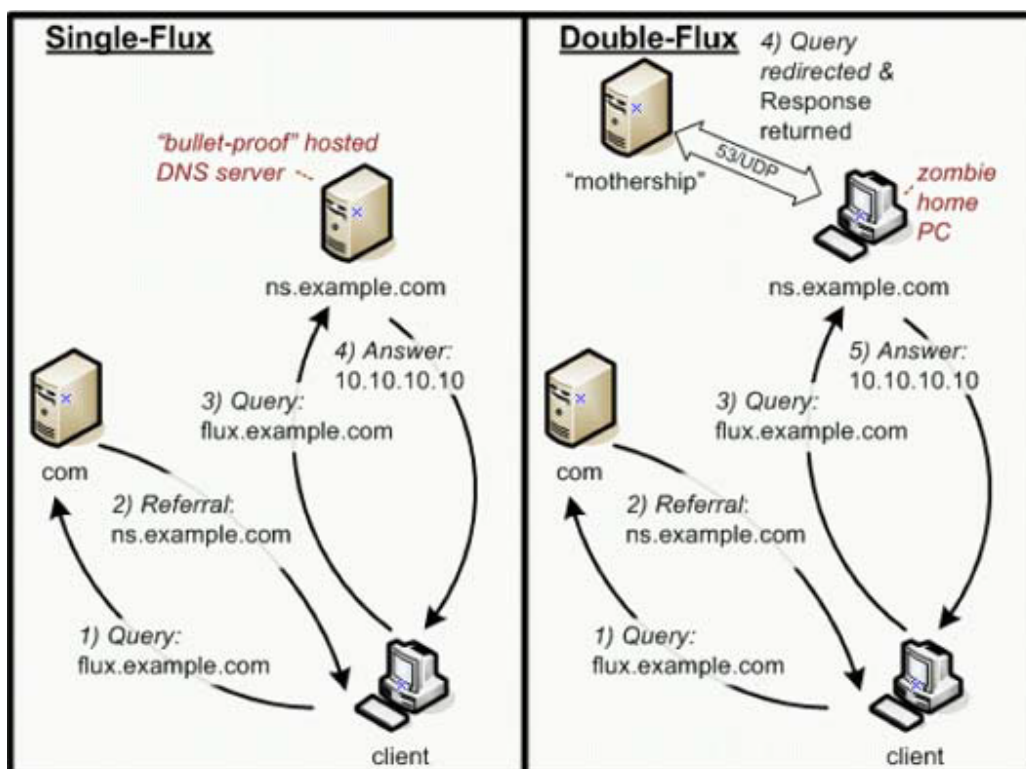 Single-Flux
"bullet-proof" hosted
DNS server
ns.example.com
4) Answer:
10.10.10.10
3) Query:
flux.example.com
com
2) Referral:
ns.example.com
1) Query:
flux.example.com
client
Double-Flux
4) Query
redirected &
Response
returned
53/UDP
"mothership"
zombie
home
PC
ns.example.com
5) Answer:
10.10.10.10
3) Query:
flux.example.com
com
2) Referral:
ns.example.com
1) Query:
flux.example.com
client